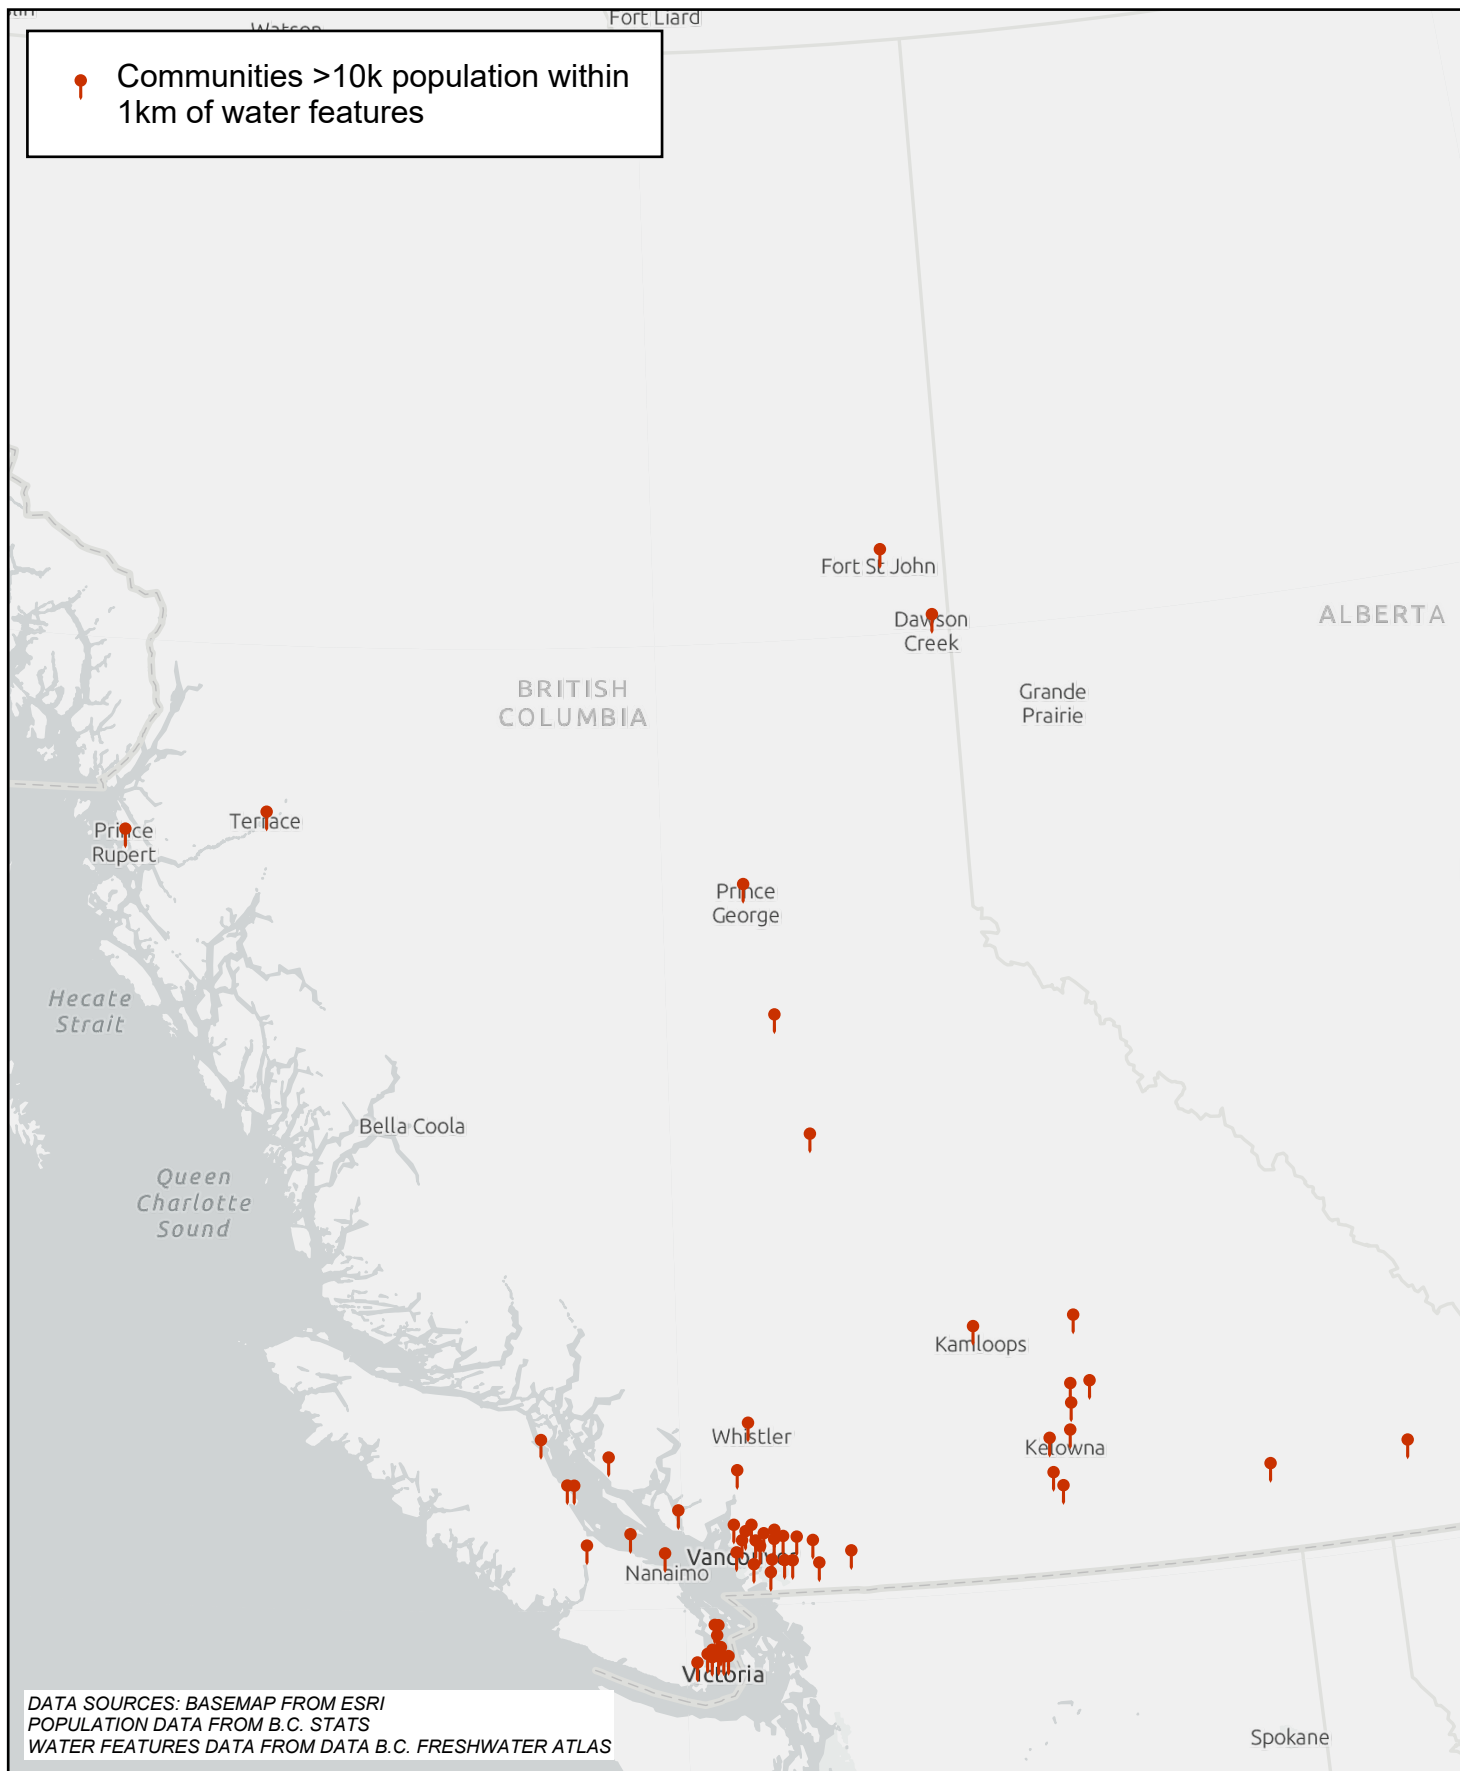 Fort Liard
Watson
Communities >10k population within
1km of water features
Fort St John
Dawson
Creek
ALBERTA
BRITISH
COLUMBIA
Grande
Prairie
Terrace
Prince
Rupert
Prince
George
Hecate
Strait
Bella Coola
Queen
Charlotte
Sound
Kamloops
Whistler
Kelowna
Vancouver
Nanaimo
Victoria
Spokane
DATA SOURCES: BASEMAP FROM ESRI
POPULATION DATA FROM B.C. STATS
WATER FEATURES DATA FROM DATA B.C. FRESHWATER ATLAS